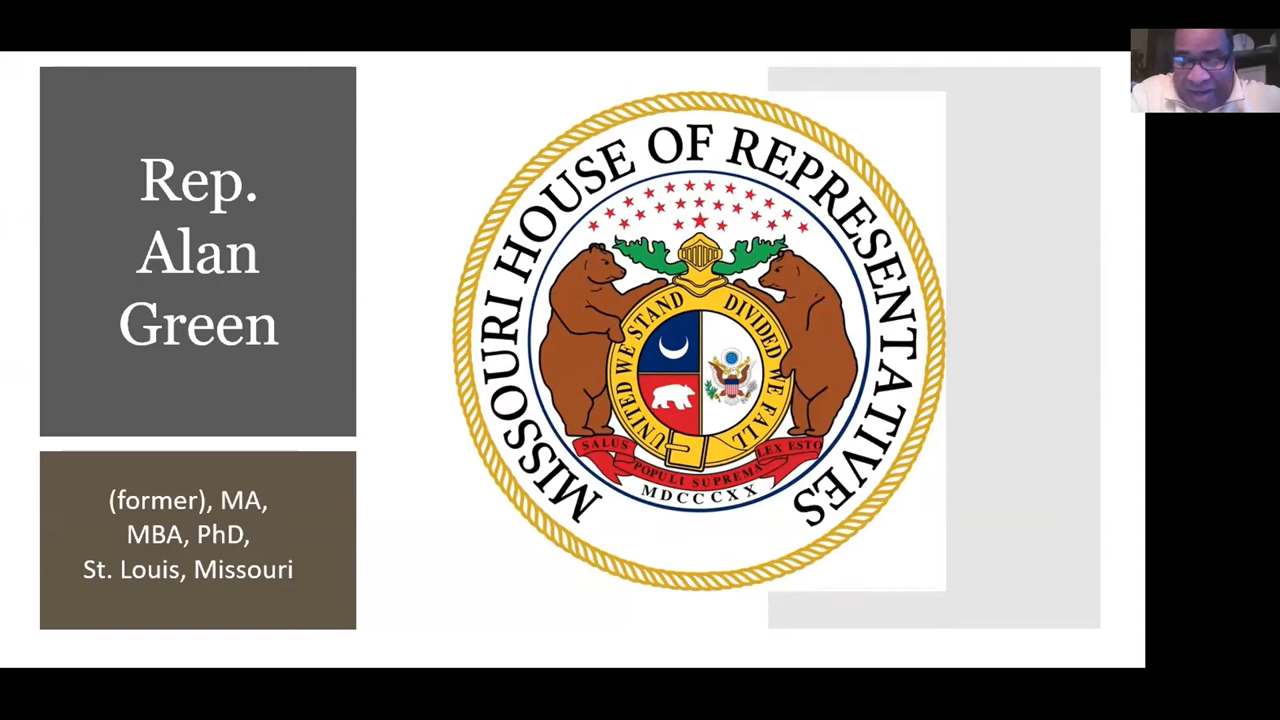 Rep.
Alan
Green
(former), MA,
MBA, PhD,
St. Louis, Missouri
MISSOURI HOUSE OF REPRESENTATIVES
UNITED WE STAND DIVIDED WE FALL
SALUS POPULI SUPREMA LEX ESTO
MDCCCXX